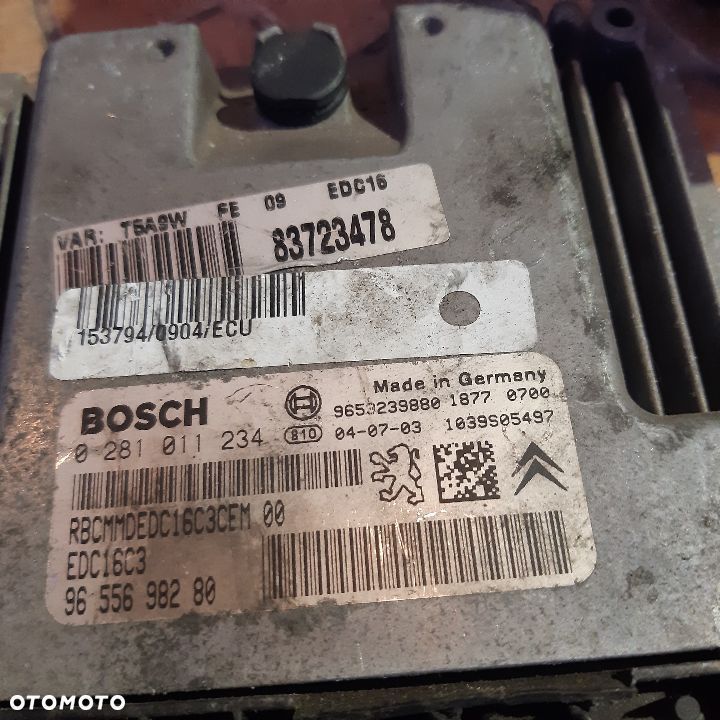 VAR: T5A9W FE 09 EDC16
83723478
153794/0904/ECU
Made in Germany
BOSCH
9653239880 1877 0700
0 281 011 234
810 04-07-03 1039S05497
RBCMMDEDC16C3CEM 00
EDC16C3
96 556 982 80
OTOMOTO